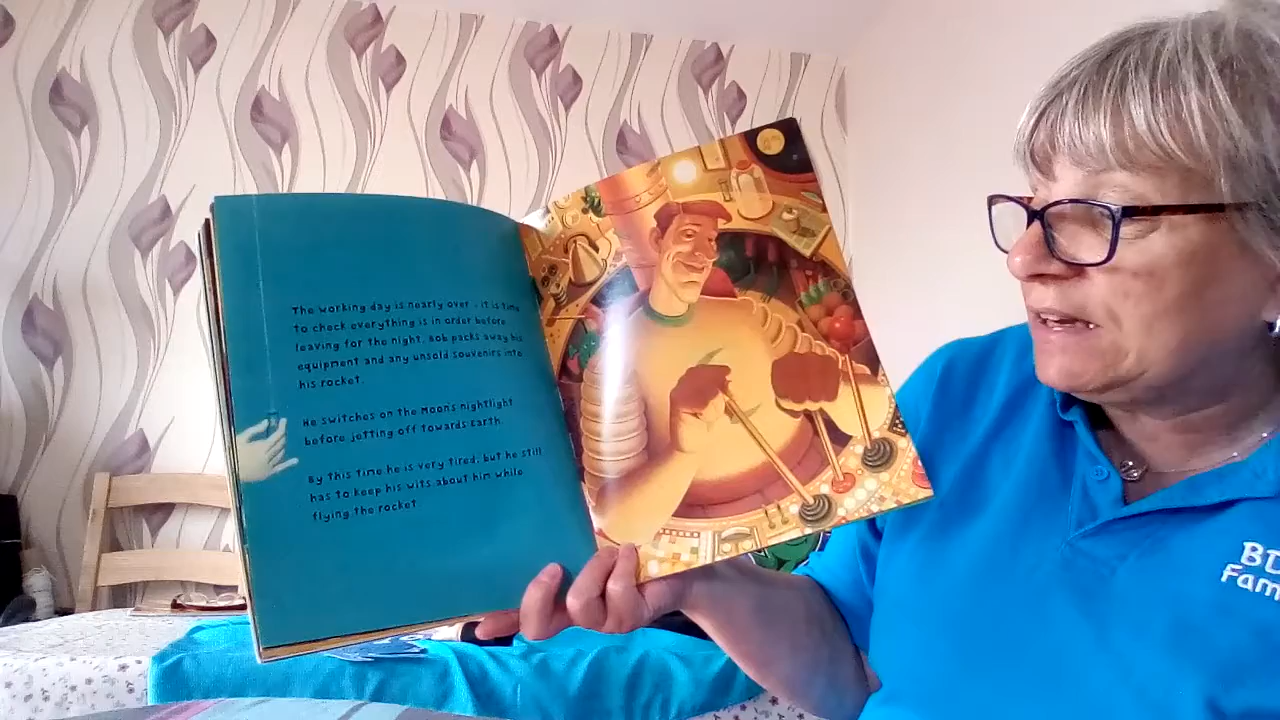 The working day is nearly over. It is time
to check everything is in order before
leaving for the night. Bob packs away his
equipment and any unsold souvenirs into
his rocket.
He switches on the Moon's nightlight
before jetting off towards Earth.
By this time he is very tired, but he still
has to keep his wits about him while
flying the rocket.
Fam